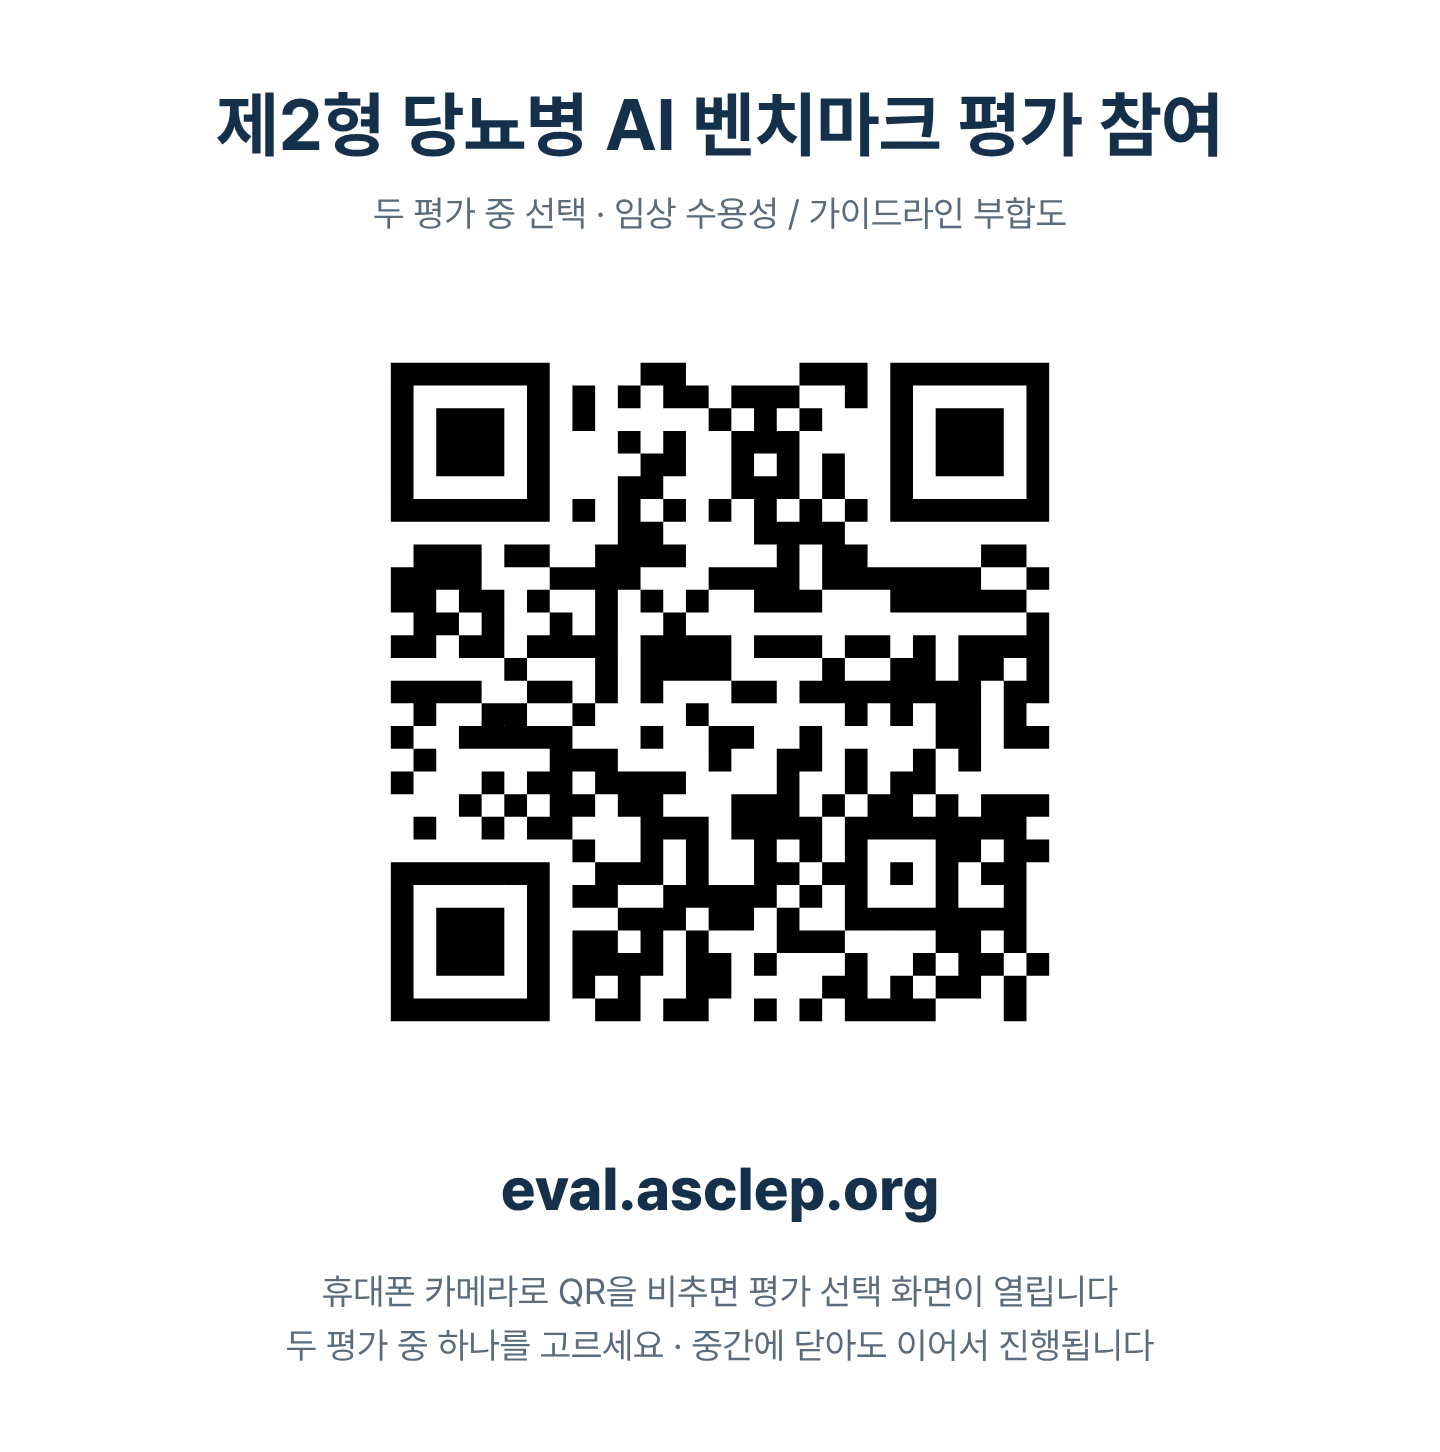 제2형 당뇨병 AI 벤치마크 평가 참여
두 평가 중 선택 · 임상 수용성 / 가이드라인 부합도
eval.asclep.org
휴대폰 카메라로 QR을 비추면 평가 선택 화면이 열립니다
두 평가 중 하나를 고르세요 · 중간에 닫아도 이어서 진행됩니다